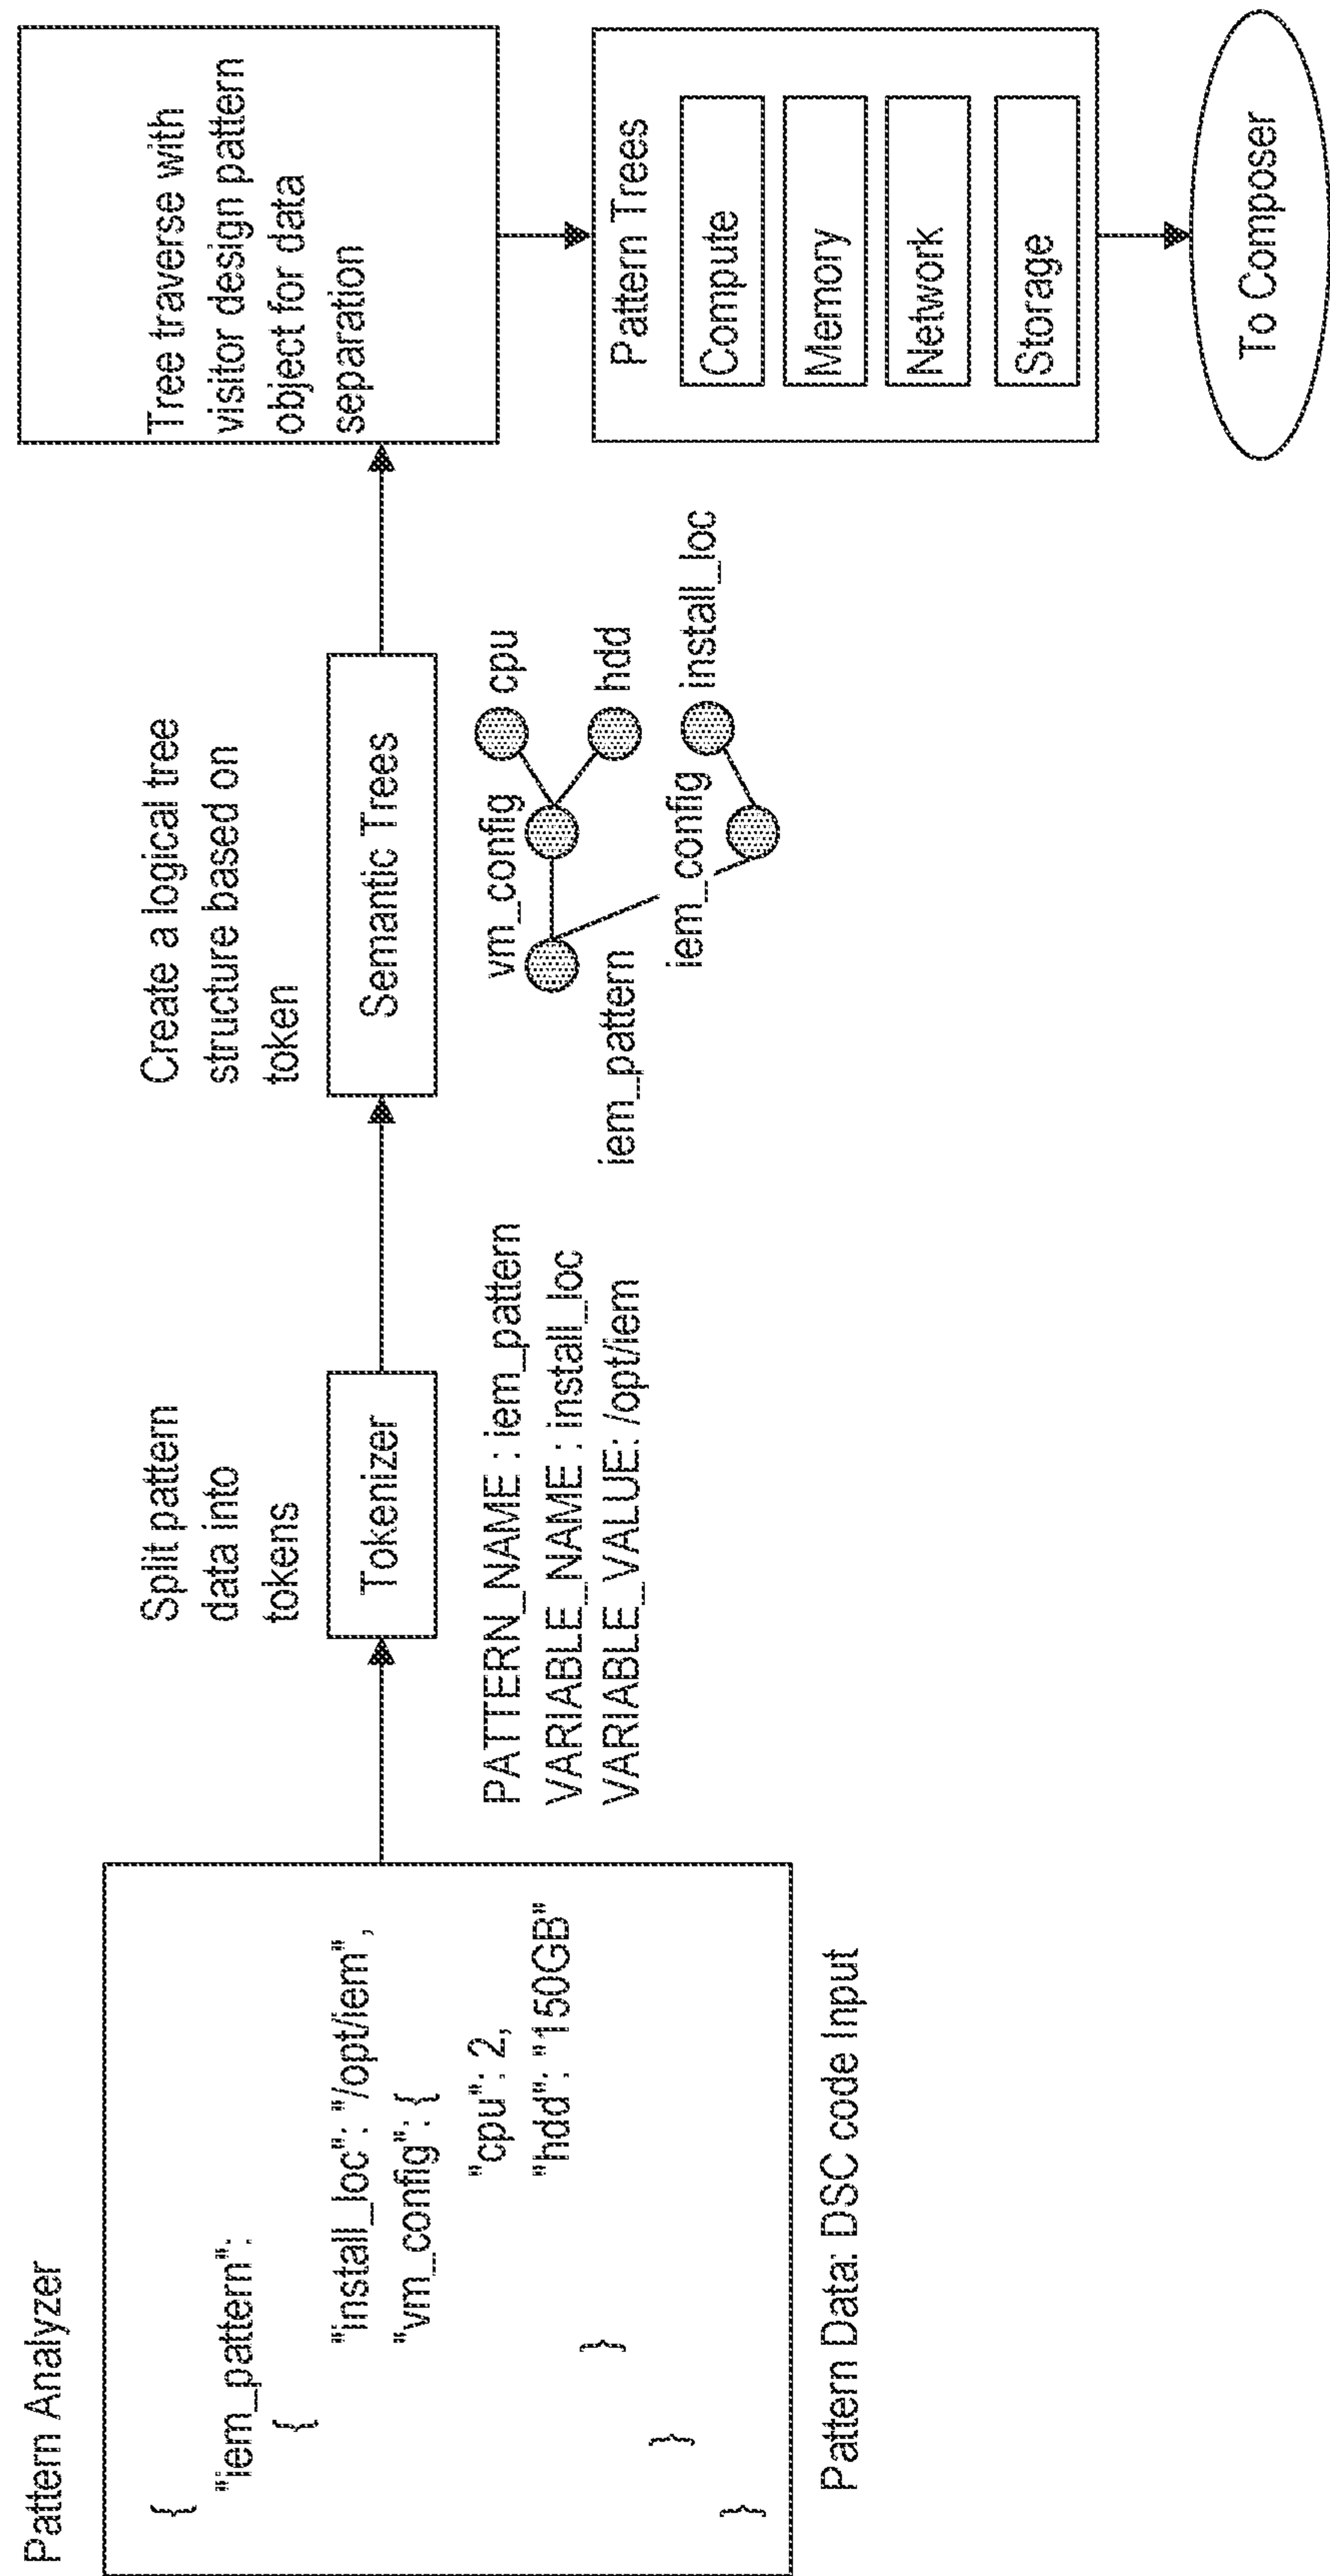 Pattern Analyzer
{
"iem_pattern":
{
"install_loc": "/opt/iem",
"vm_config": {
"cpu": 2,
"hdd": "150GB"
}
}
}
Pattern Data: DSC code Input
Split pattern
data into
tokens
Tokenizer
PATTERN_NAME : iem_pattern
VARIABLE_NAME : install_loc
VARIABLE_VALUE: /opt/iem
Create a logical tree
structure based on
token
Semantic Trees
vm_config
cpu
hdd
iem_pattern
iem_config
install_loc
Tree traverse with
visitor design pattern
object for data
separation
Pattern Trees
Compute
Memory
Network
Storage
To Composer